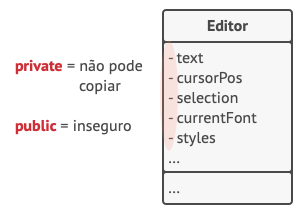 private = não pode
copiar
public = inseguro
Editor
- text
- cursorPos
- selection
- currentFont
- styles
...
...